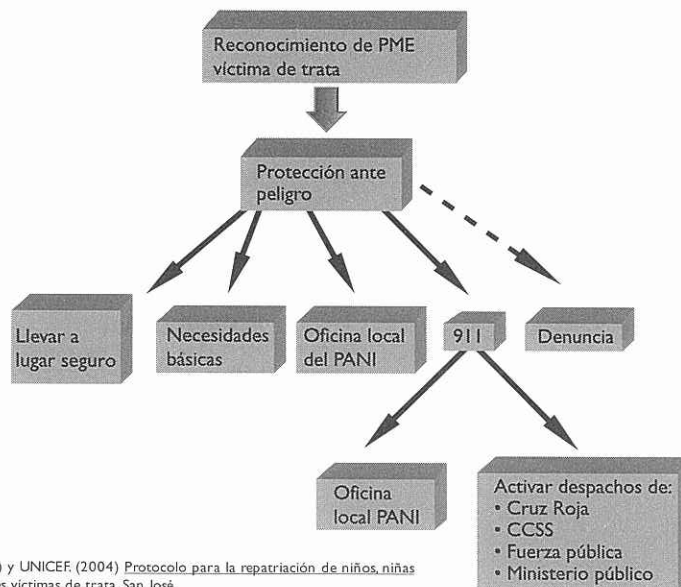 Reconocimiento de PME
víctima de trata
Protección ante
peligro
Llevar a
lugar seguro
Necesidades
básicas
Oficina local
del PANI
911
Denuncia
Oficina
local PANI
Activar despachos de:
• Cruz Roja
• CCSS
• Fuerza pública
• Ministerio público
) y UNICEF. (2004) Protocolo para la repatriación de niños, niñas
víctimas de trata. San José